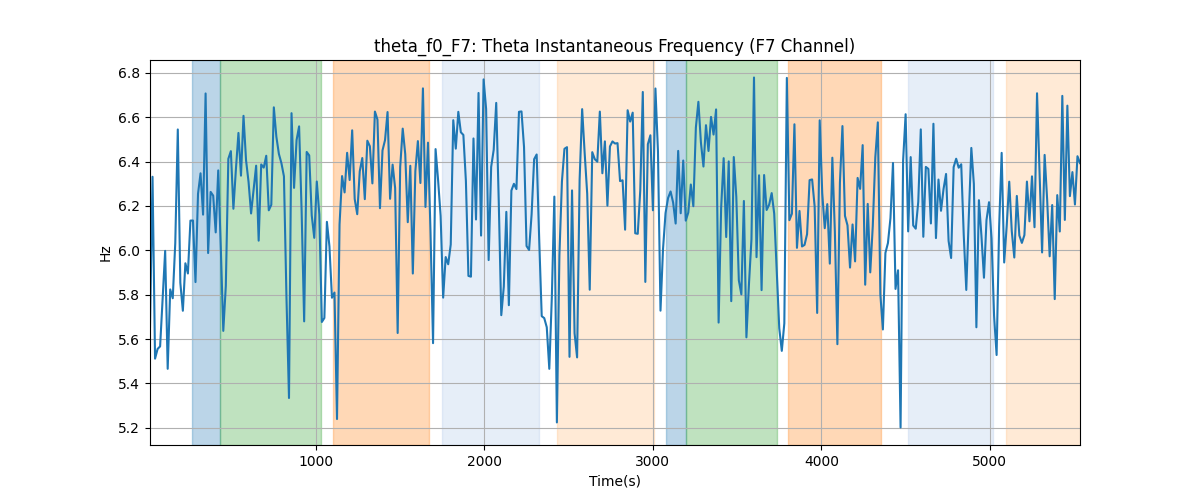 theta_f0_F7: Theta Instantaneous Frequency (F7 Channel)
6.8
6.6
6.4
6.2
6.0
5.8
5.6
5.4
5.2
Hz
1000 2000 3000 4000 5000
Time(s)